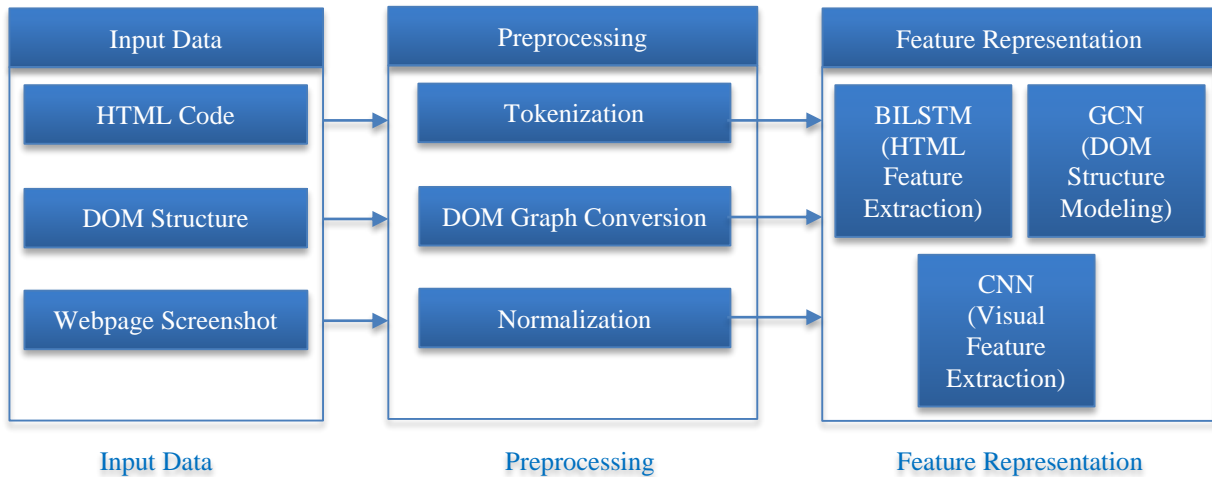 Input Data
Preprocessing
Feature Representation
HTML Code
Tokenization
BILSTM
(HTML
Feature
Extraction)
GCN
(DOM
Structure
Modeling)
DOM Structure
DOM Graph Conversion
Webpage Screenshot
Normalization
CNN
(Visual
Feature
Extraction)
Input Data
Preprocessing
Feature Representation